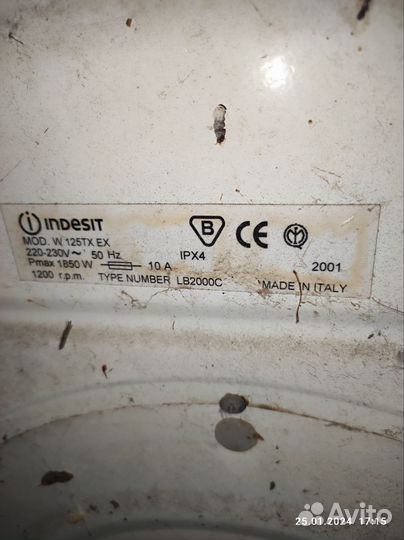 indesit
MOD. W 125TX EX
220-230V~ 50 Hz
Pmax 1850 W 10 A
1200 r.p.m. TYPE NUMBER LB2000C
B CE
IPX4
2001
MADE IN ITALY
25.01.2024 17:15
Avito